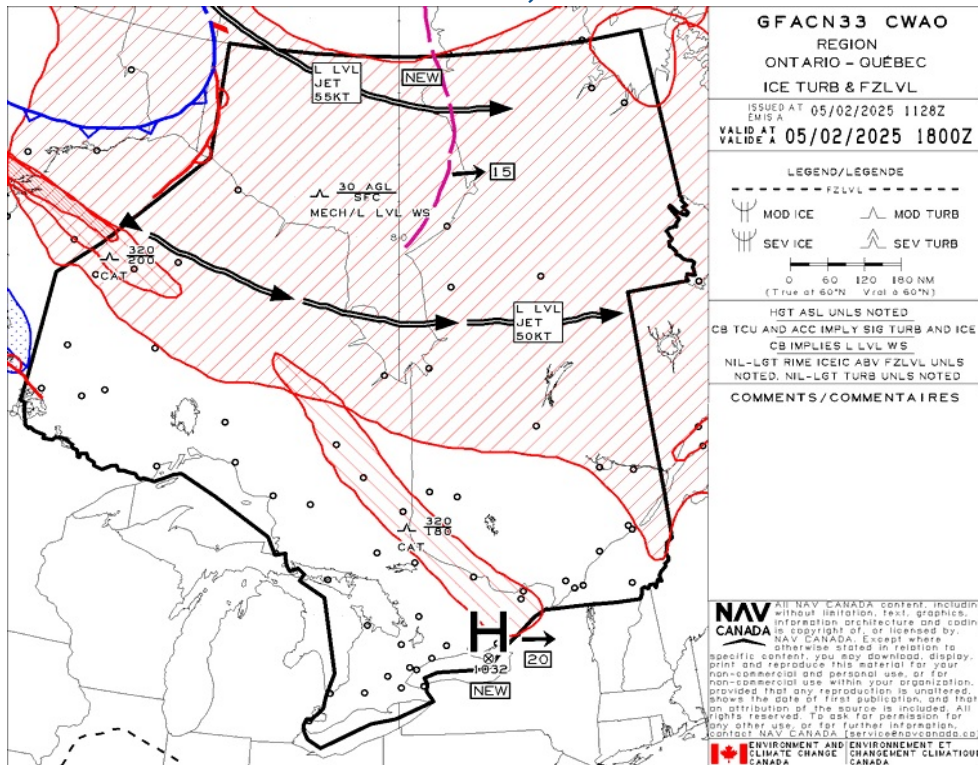 L LVL
JET
55KT
NEW
15
30 AGL
SFC
MECH/L LVL WS
80
320
200
CAT
L LVL
JET
50KT
320
180
CAT
H
20
1032
NEW
GFACN33 CWAO
REGION
ONTARIO - QUÉBEC
ICE TURB & FZLVL
ISSUED AT
ÉMIS A
05/02/2025 1128Z
VALID AT
VALIDE A
05/02/2025 1800Z
LEGEND/LÉGENDE
FZLVL
MOD ICE
MOD TURB
SEV ICE
SEV TURB
0 60 120 180 NM
(True at 60°N Vrai à 60°N)
HGT ASL UNLS NOTED
CB TCU AND ACC IMPLY SIG TURB AND ICE
CB IMPLIES L LVL WS
NIL-LGT RIME ICEIC ABV FZLVL UNLS
NOTED. NIL-LGT TURB UNLS NOTED
COMMENTS/COMMENTAIRES
NAV
CANADA
All NAV CANADA content, including
without limitation, text, graphics,
information architecture and coding
is copyright of, or licensed by,
NAV CANADA. Except where
otherwise stated in relation to
specific content, you may download, display,
print and reproduce this material for your
non-commercial and personal use, or for
non-commercial use within your organization,
provided that any reproduction is unaltered,
shows the date of first publication, and that
an attribution of the source is included. All
rights reserved. To ask for permission for
any other use, or for further information,
contact NAV CANADA [service@navcanada.ca]
ENVIRONMENT AND
CLIMATE CHANGE
CANADA
ENVIRONNEMENT ET
CHANGEMENT CLIMATIQUE
CANADA